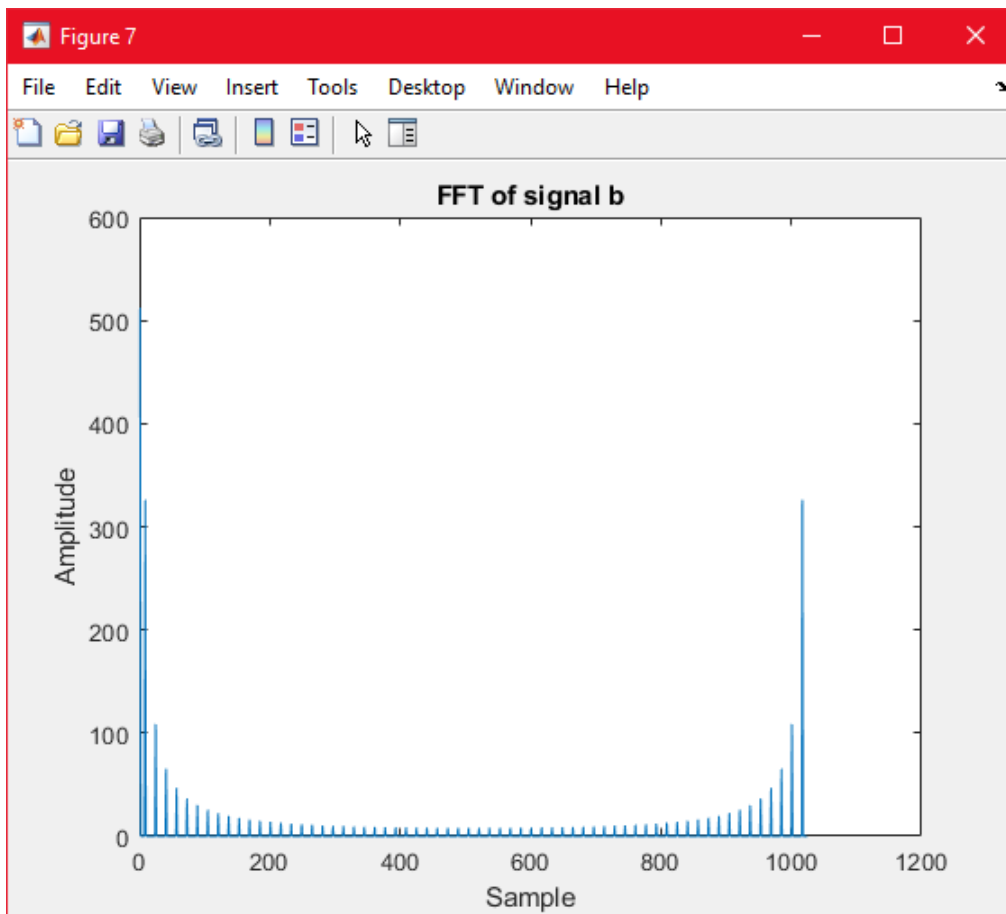 Figure 7
File Edit View Insert Tools Desktop Window Help
FFT of signal b
600
500
400
300
200
100
0
Amplitude
0 200 400 600 800 1000 1200
Sample